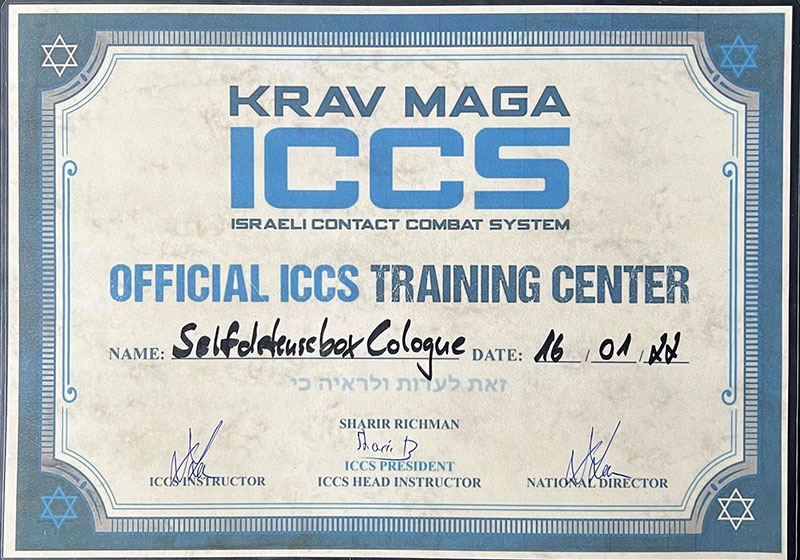 KRAV MAGA
ICCS
ISRAELI CONTACT COMBAT SYSTEM
OFFICIAL ICCS TRAINING CENTER
NAME: Selfdefensebox Cologne DATE: 16 / 01 / 22
זאת לעדות ולראיה כי
SHARIR RICHMAN
ICCS INSTRUCTOR
ICCS PRESIDENT
ICCS HEAD INSTRUCTOR
NATIONAL DIRECTOR